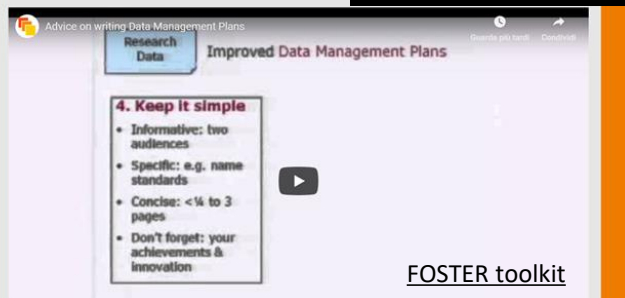 Advice on writing Data Management Plans
Guarda più tardi
Condividi
Research
Data
Improved Data Management Plans
4. Keep it simple
• Informative: two
audiences
• Specific: e.g. name
standards
• Concise: <¼ to 3
pages
• Don't forget: your
achievements &
innovation
FOSTER toolkit